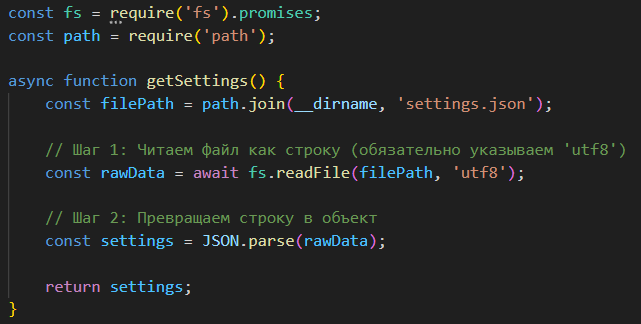 const fs = require('fs').promises;
const path = require('path');
async function getSettings() {
const filePath = path.join(__dirname, 'settings.json');
// Шаг 1: Читаем файл как строку (обязательно указываем 'utf8')
const rawData = await fs.readFile(filePath, 'utf8');
// Шаг 2: Превращаем строку в объект
const settings = JSON.parse(rawData);
return settings;
}